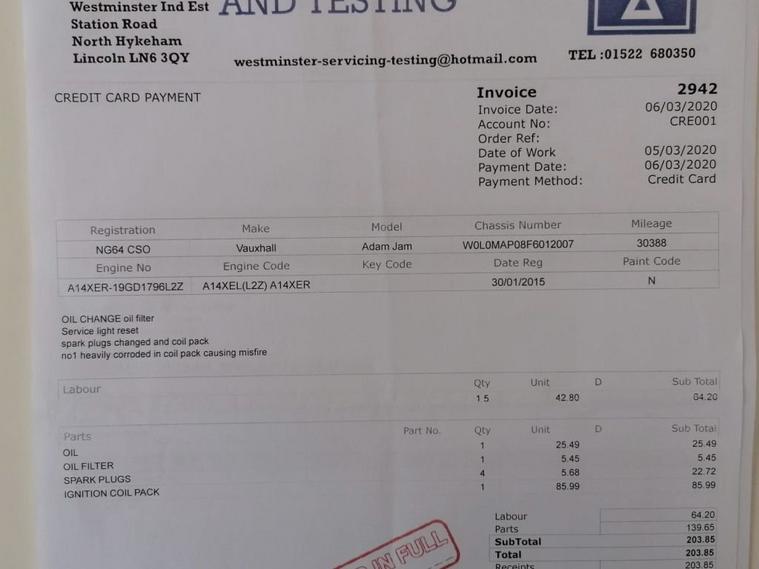 Westminster Ind Est
AND TESTING
Station Road
North Hykeham
Lincoln LN6 3QY
westminster-servicing-testing@hotmail.com
TEL :01522 680350
CREDIT CARD PAYMENT
Invoice 2942
Invoice Date: 06/03/2020
Account No: CRE001
Order Ref:
Date of Work 05/03/2020
Payment Date: 06/03/2020
Payment Method: Credit Card
Registration Make Model Chassis Number Mileage
NG64 CSO Vauxhall Adam Jam W0L0MAP08F6012007 30388
Engine No Engine Code Key Code Date Reg Paint Code
A14XER-19GD1796L2Z A14XEL(L2Z) A14XER 30/01/2015 N
OIL CHANGE oil filter
Service light reset
spark plugs changed and coil pack
no1 heavily corroded in coil pack causing misfire
Labour Qty Unit D Sub Total
1.5 42.80 64.20
Parts Part No. Qty Unit D Sub Total
OIL 1 25.49 25.49
OIL FILTER 1 5.45 5.45
SPARK PLUGS 4 5.68 22.72
IGNITION COIL PACK 1 85.99 85.99
Labour 64.20
Parts 139.65
SubTotal 203.85
Total 203.85
Receipts 203.85
IN FULL